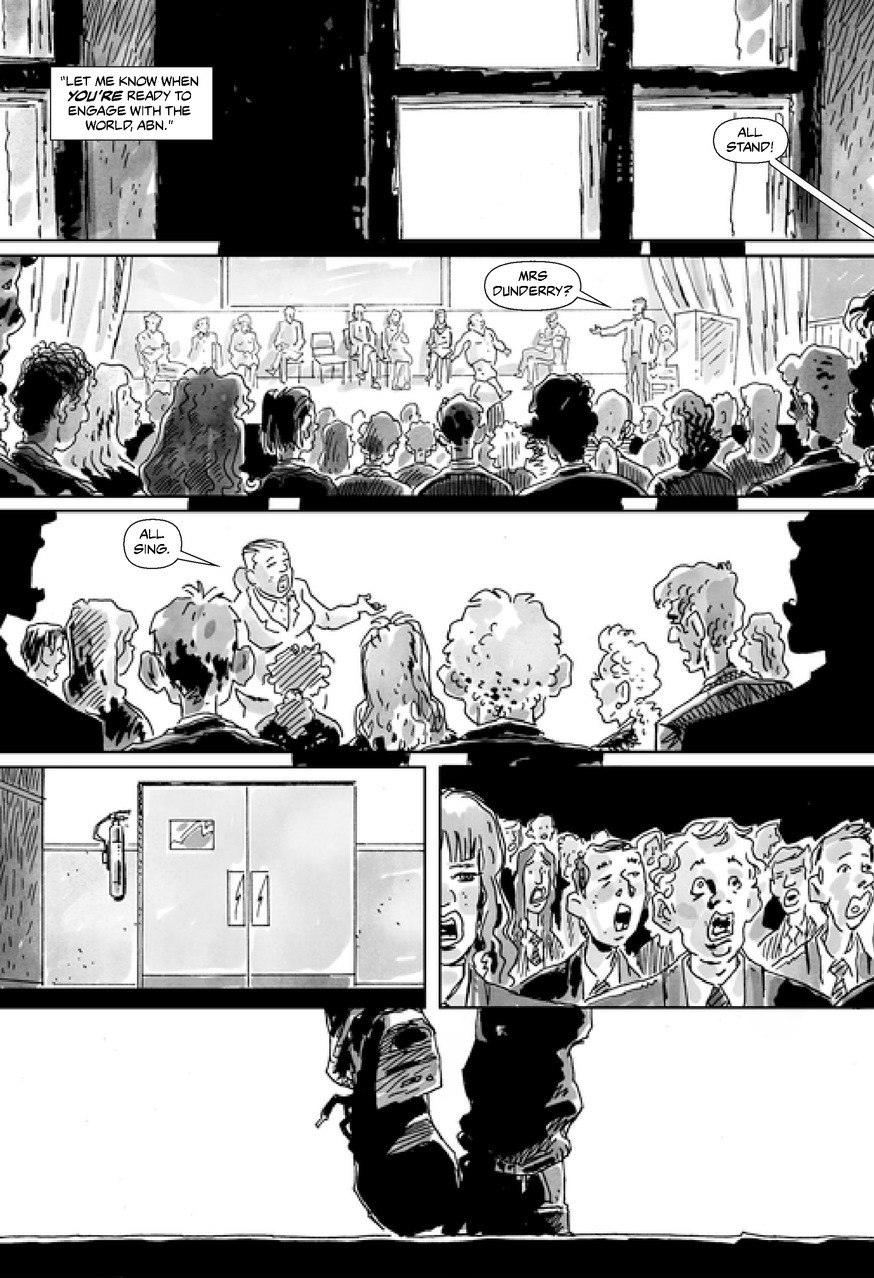 "LET ME KNOW WHEN
YOU'RE READY TO
ENGAGE WITH THE
WORLD, ABN."
ALL
STAND!
MRS
DUNDERRY?
ALL
SING.